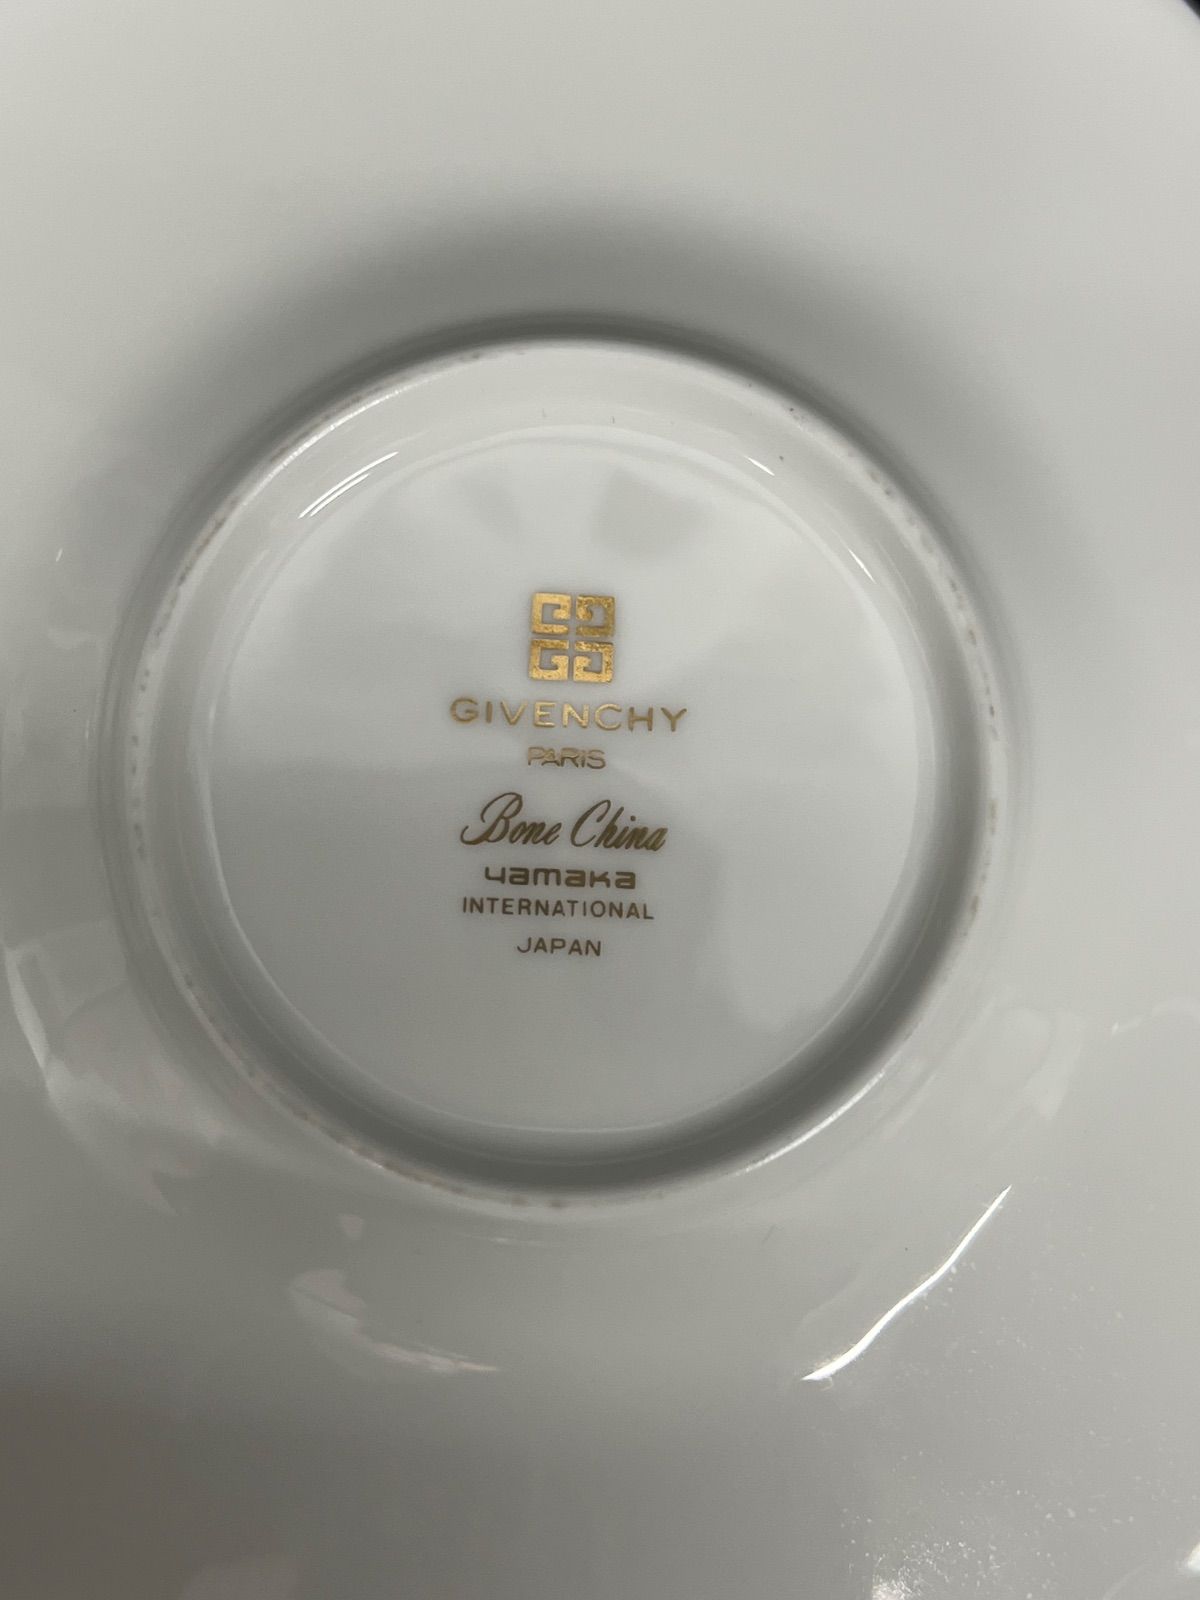 GIVENCHY
PARIS
Bone China
yamaka
INTERNATIONAL
JAPAN